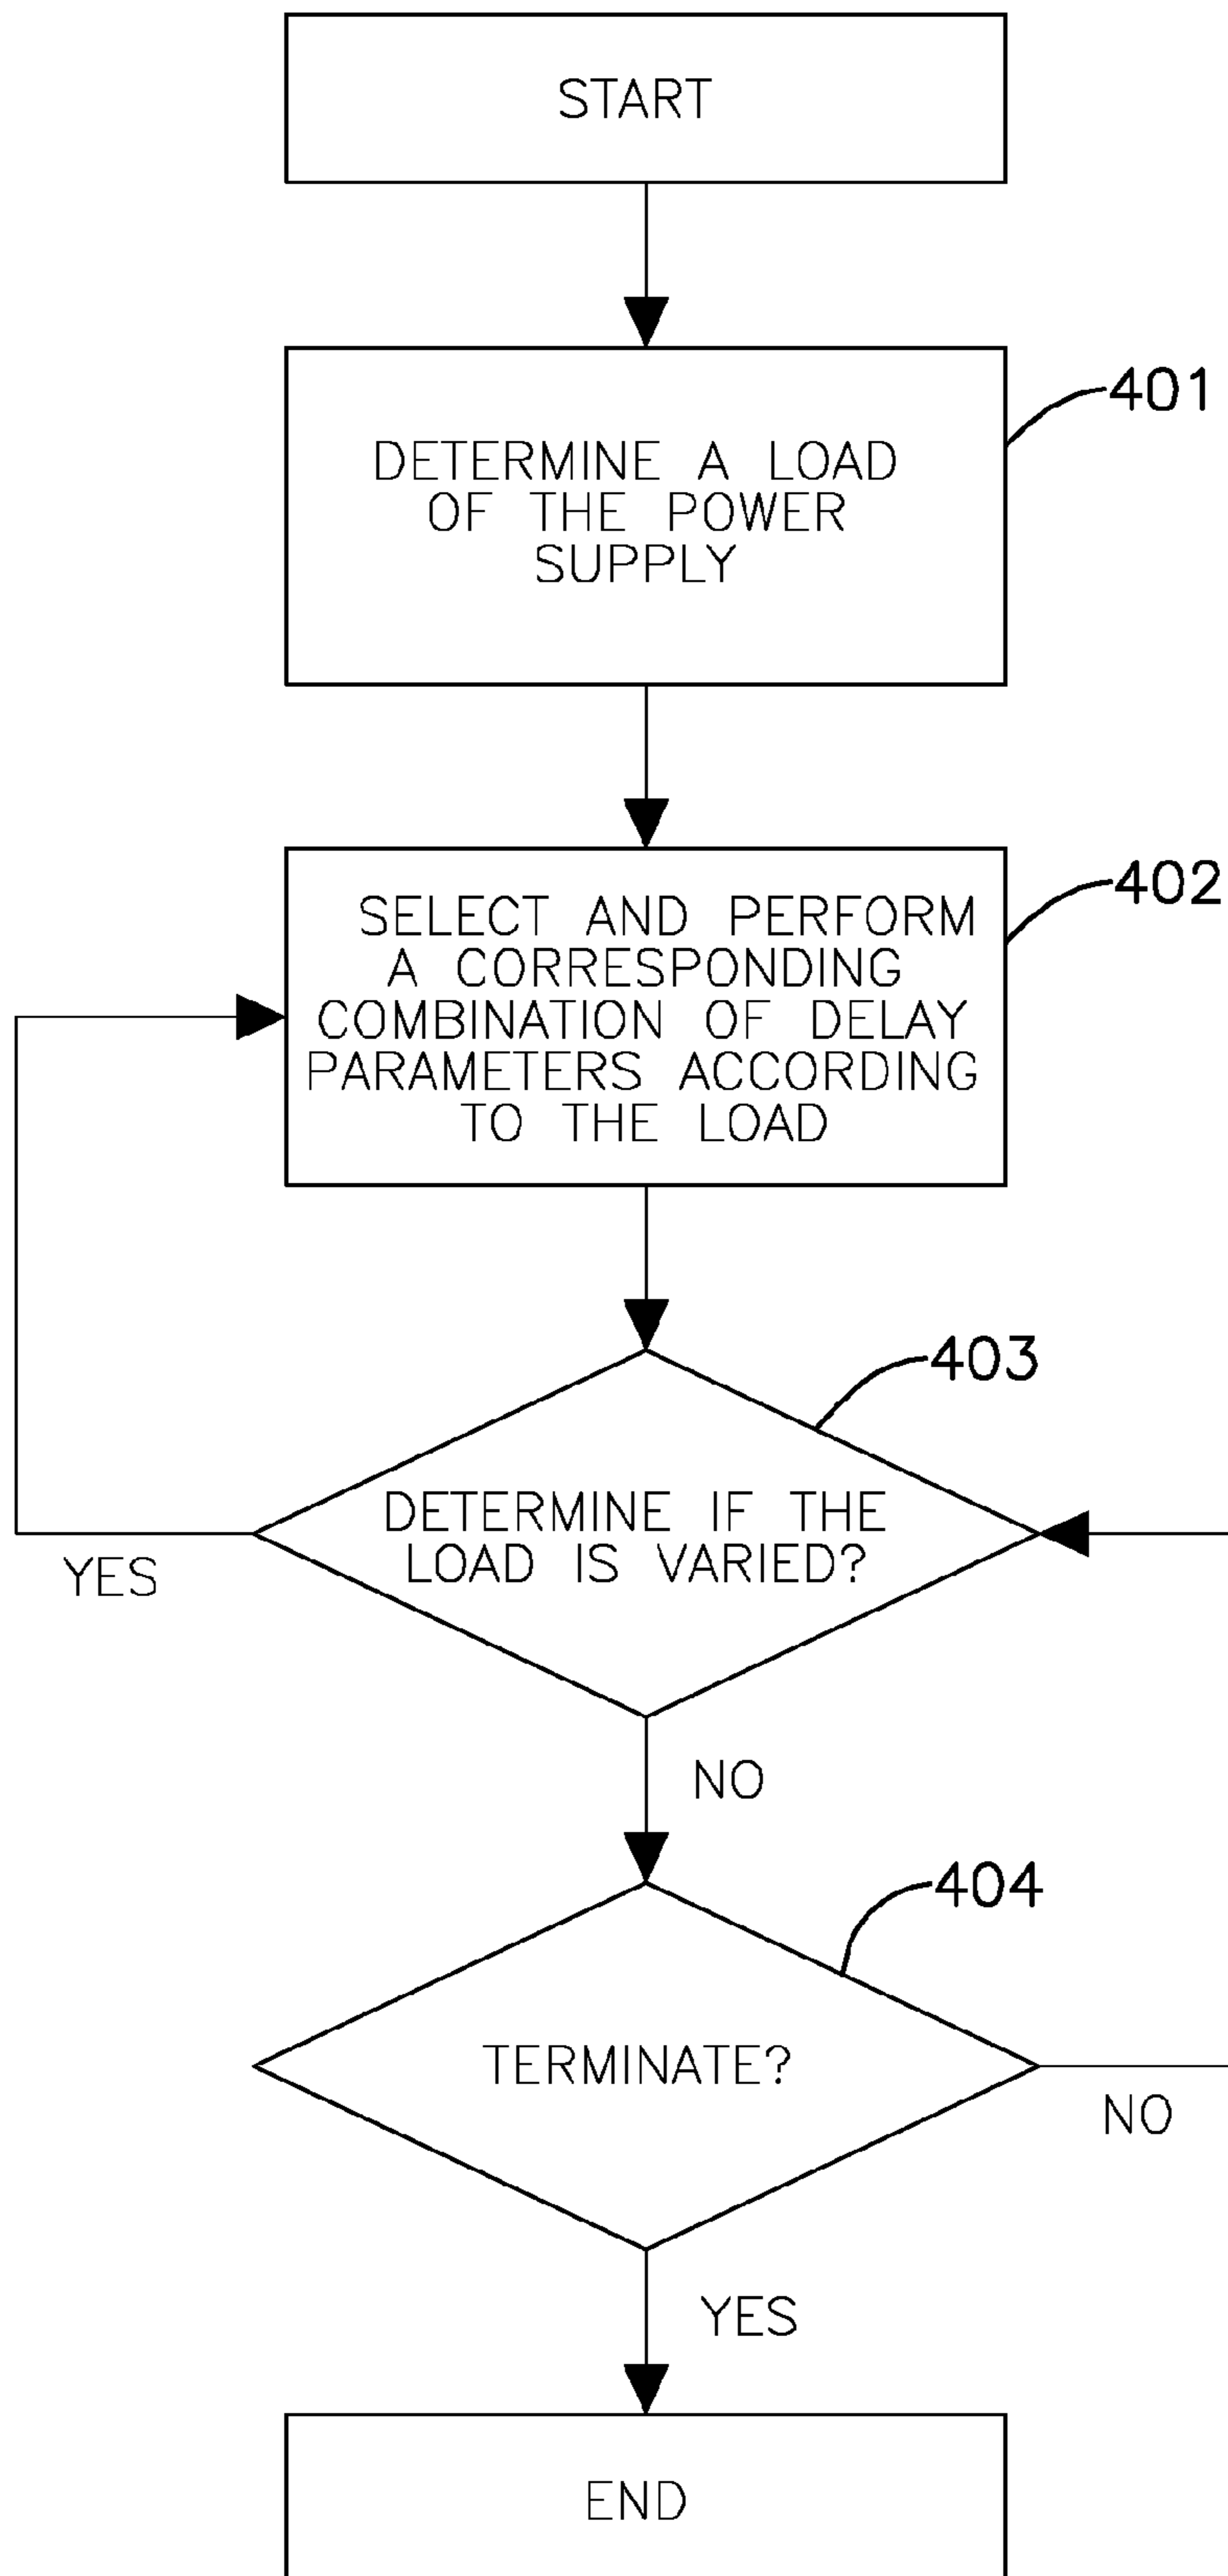 START
401
DETERMINE A LOAD
OF THE POWER
SUPPLY
402
SELECT AND PERFORM
A CORRESPONDING
COMBINATION OF DELAY
PARAMETERS ACCORDING
TO THE LOAD
403
DETERMINE IF THE
LOAD IS VARIED?
YES
NO
404
TERMINATE?
NO
YES
END